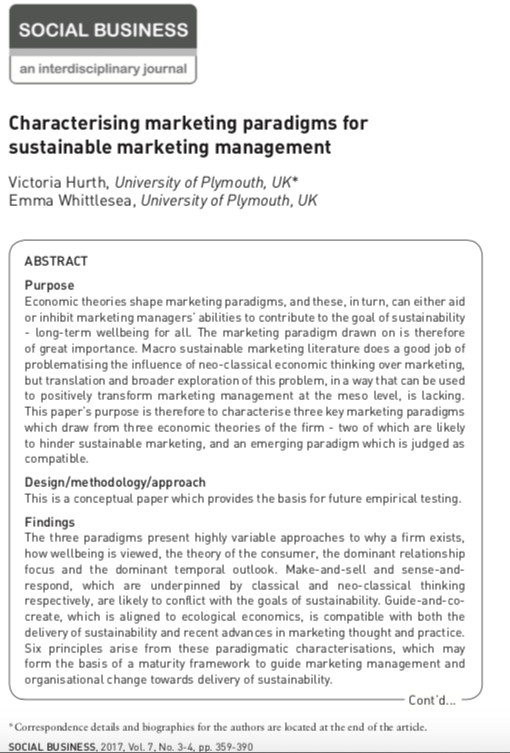 SOCIAL BUSINESS
an interdisciplinary journal
Characterising marketing paradigms for
sustainable marketing management
Victoria Hurth, University of Plymouth, UK*
Emma Whittlesea, University of Plymouth, UK
ABSTRACT
Purpose
Economic theories shape marketing paradigms, and these, in turn, can either aid
or inhibit marketing managers' abilities to contribute to the goal of sustainability
- long-term wellbeing for all. The marketing paradigm drawn on is therefore
of great importance. Macro sustainable marketing literature does a good job of
problematising the influence of neo-classical economic thinking over marketing,
but translation and broader exploration of this problem, in a way that can be used
to positively transform marketing management at the meso level, is lacking.
This paper's purpose is therefore to characterise three key marketing paradigms
which draw from three economic theories of the firm - two of which are likely
to hinder sustainable marketing, and an emerging paradigm which is judged as
compatible.
Design/methodology/approach
This is a conceptual paper which provides the basis for future empirical testing.
Findings
The three paradigms present highly variable approaches to why a firm exists,
how wellbeing is viewed, the theory of the consumer, the dominant relationship
focus and the dominant temporal outlook. Make-and-sell and sense-and-
respond, which are underpinned by classical and neo-classical thinking
respectively, are likely to conflict with the goals of sustainability. Guide-and-co-
create, which is aligned to ecological economics, is compatible with both the
delivery of sustainability and recent advances in marketing thought and practice.
Six principles arise from these paradigmatic characterisations, which may
form the basis of a maturity framework to guide marketing management and
organisational change towards delivery of sustainability.
Cont'd...
*Correspondence details and biographies for the authors are located at the end of the article.
SOCIAL BUSINESS, 2017, Vol. 7, No. 3-4, pp. 359-390